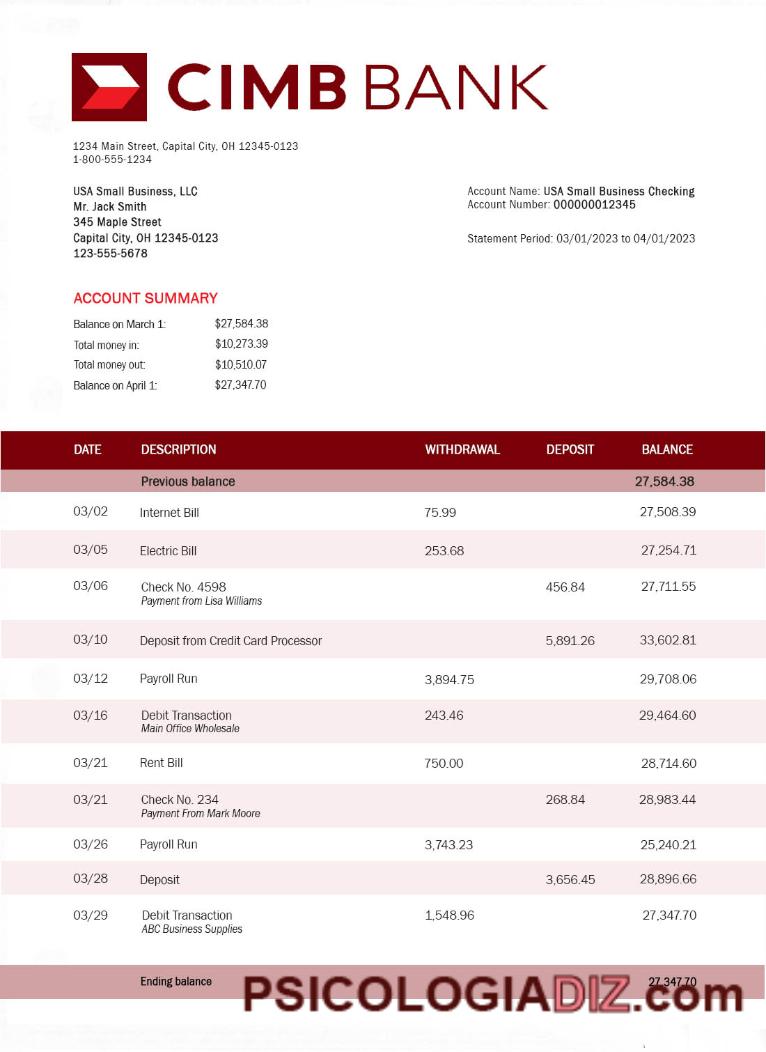 CIMB BANK
1234 Main Street, Capital City, OH 12345-0123
1-800-555-1234
USA Small Business, LLC
Mr. Jack Smith
345 Maple Street
Capital City, OH 12345-0123
123-555-5678
Account Name: USA Small Business Checking
Account Number: 000000012345
Statement Period: 03/01/2023 to 04/01/2023
ACCOUNT SUMMARY
Balance on March 1: $27,584.38
Total money in: $10,273.39
Total money out: $10,510.07
Balance on April 1: $27,347.70
DATE DESCRIPTION WITHDRAWAL DEPOSIT BALANCE
Previous balance 27,584.38
03/02 Internet Bill 75.99 27,508.39
03/05 Electric Bill 253.68 27,254.71
03/06 Check No. 4598 456.84 27,711.55
Payment from Lisa Williams
03/10 Deposit from Credit Card Processor 5,891.26 33,602.81
03/12 Payroll Run 3,894.75 29,708.06
03/16 Debit Transaction 243.46 29,464.60
Main Office Wholesale
03/21 Rent Bill 750.00 28,714.60
03/21 Check No. 234 268.84 28,983.44
Payment From Mark Moore
03/26 Payroll Run 3,743.23 25,240.21
03/28 Deposit 3,656.45 28,896.66
03/29 Debit Transaction 1,548.96 27,347.70
ABC Business Supplies
Ending balance 27,347.70
PSICOLOGIADIZ.com